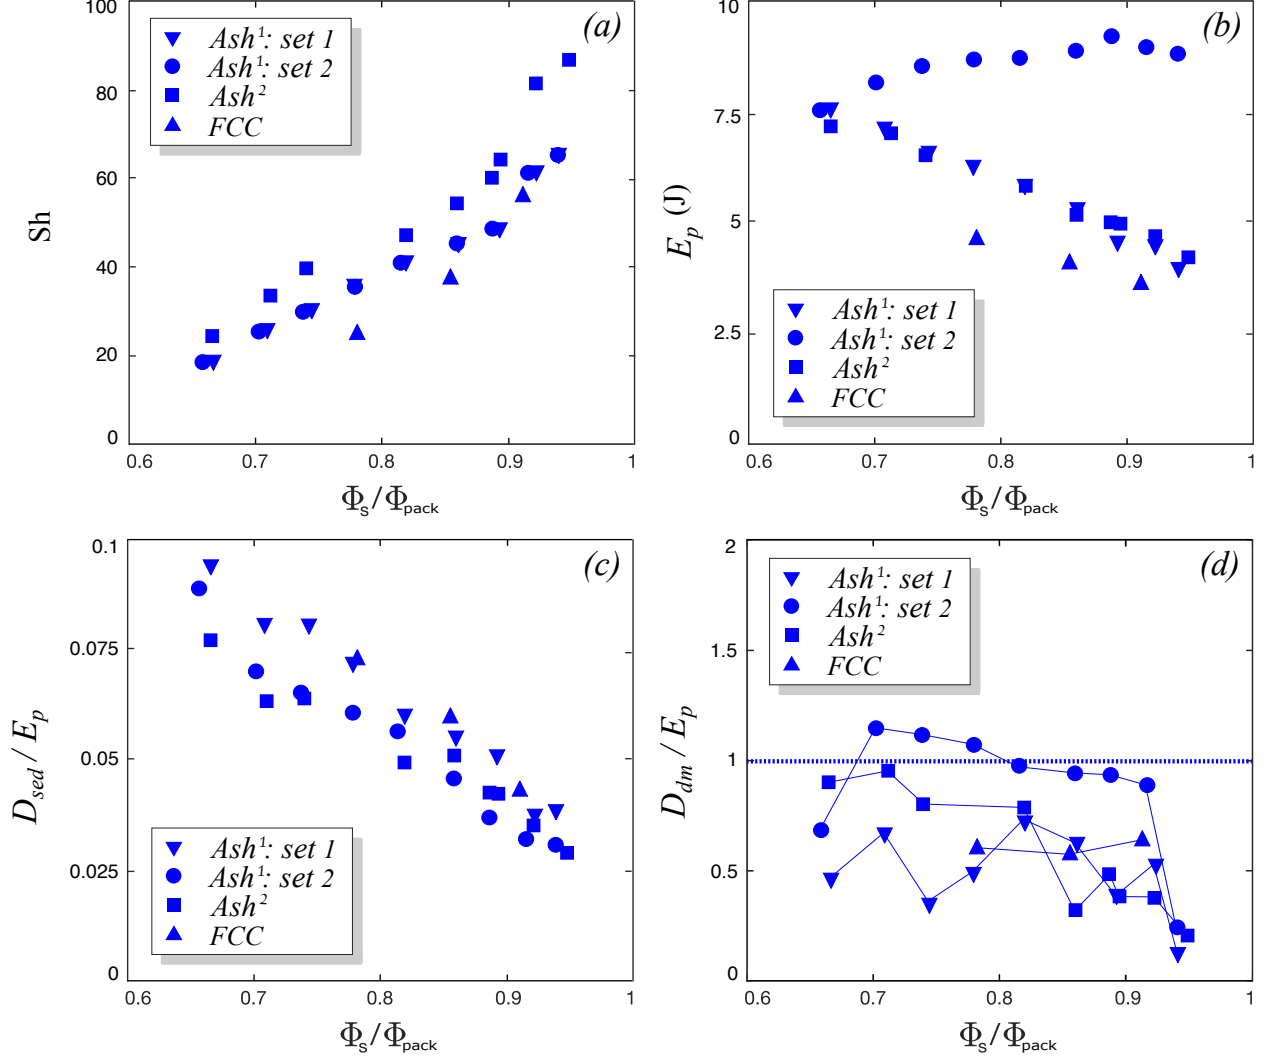 (a)
100
80
60
40
20
0
Sh
Ash¹: set 1
Ash¹: set 2
Ash²
FCC
0.6 0.7 0.8 0.9 1
Φs/Φpack
(b)
10
7.5
5
2.5
0
Ep (J)
Ash¹: set 1
Ash¹: set 2
Ash²
FCC
0.6 0.7 0.8 0.9 1
Φs/Φpack
(c)
0.1
0.075
0.05
0.025
0
Dsed / Ep
Ash¹: set 1
Ash¹: set 2
Ash²
FCC
0.7 0.8 0.9 1
Φs/Φpack
(d)
2
1.5
1
0.5
0
Ddm / Ep
Ash¹: set 1
Ash¹: set 2
Ash²
FCC
0.6 0.7 0.8 0.9 1
Φs/Φpack